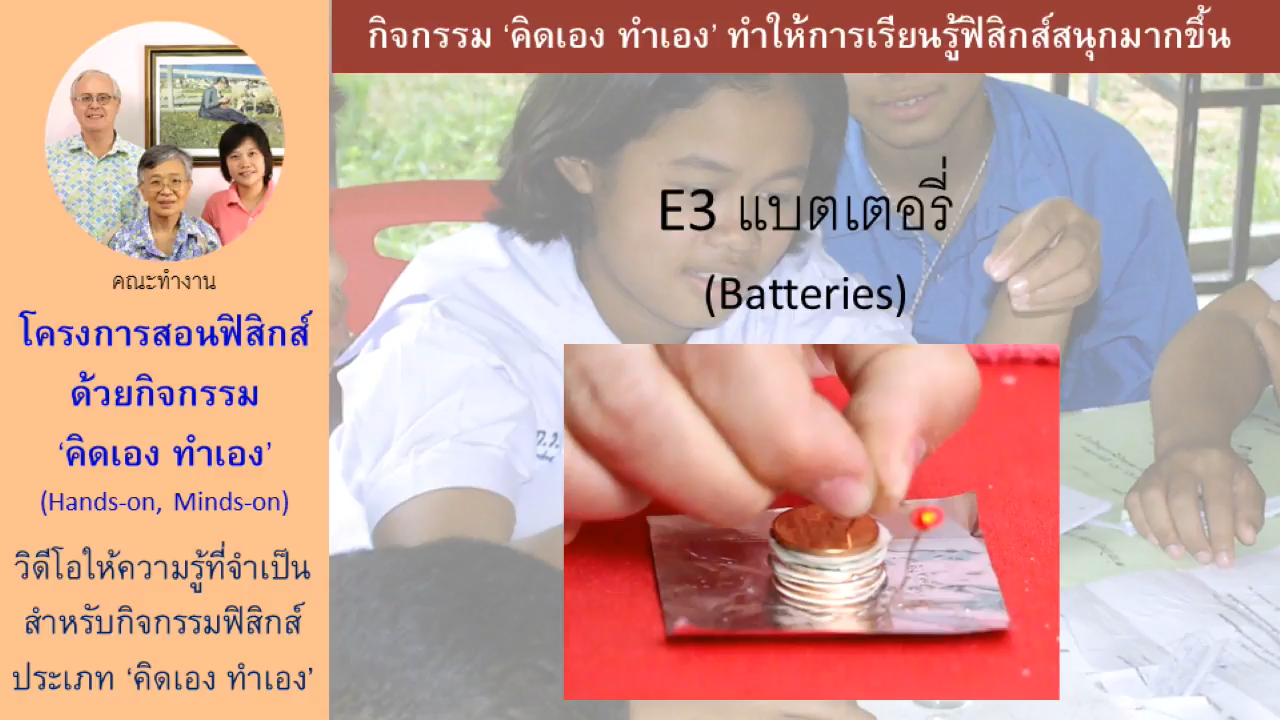 กิจกรรม ‘คิดเอง ทำเอง’ ทำให้การเรียนรู้ฟิสิกส์สนุกมากขึ้น
คณะทำงาน
โครงการสอนฟิสิกส์
ด้วยกิจกรรม
‘คิดเอง ทำเอง’
(Hands-on, Minds-on)
วิดีโอให้ความรู้ที่จำเป็น
สำหรับกิจกรรมฟิสิกส์
ประเภท ‘คิดเอง ทำเอง’
E3 แบตเตอรี่
(Batteries)